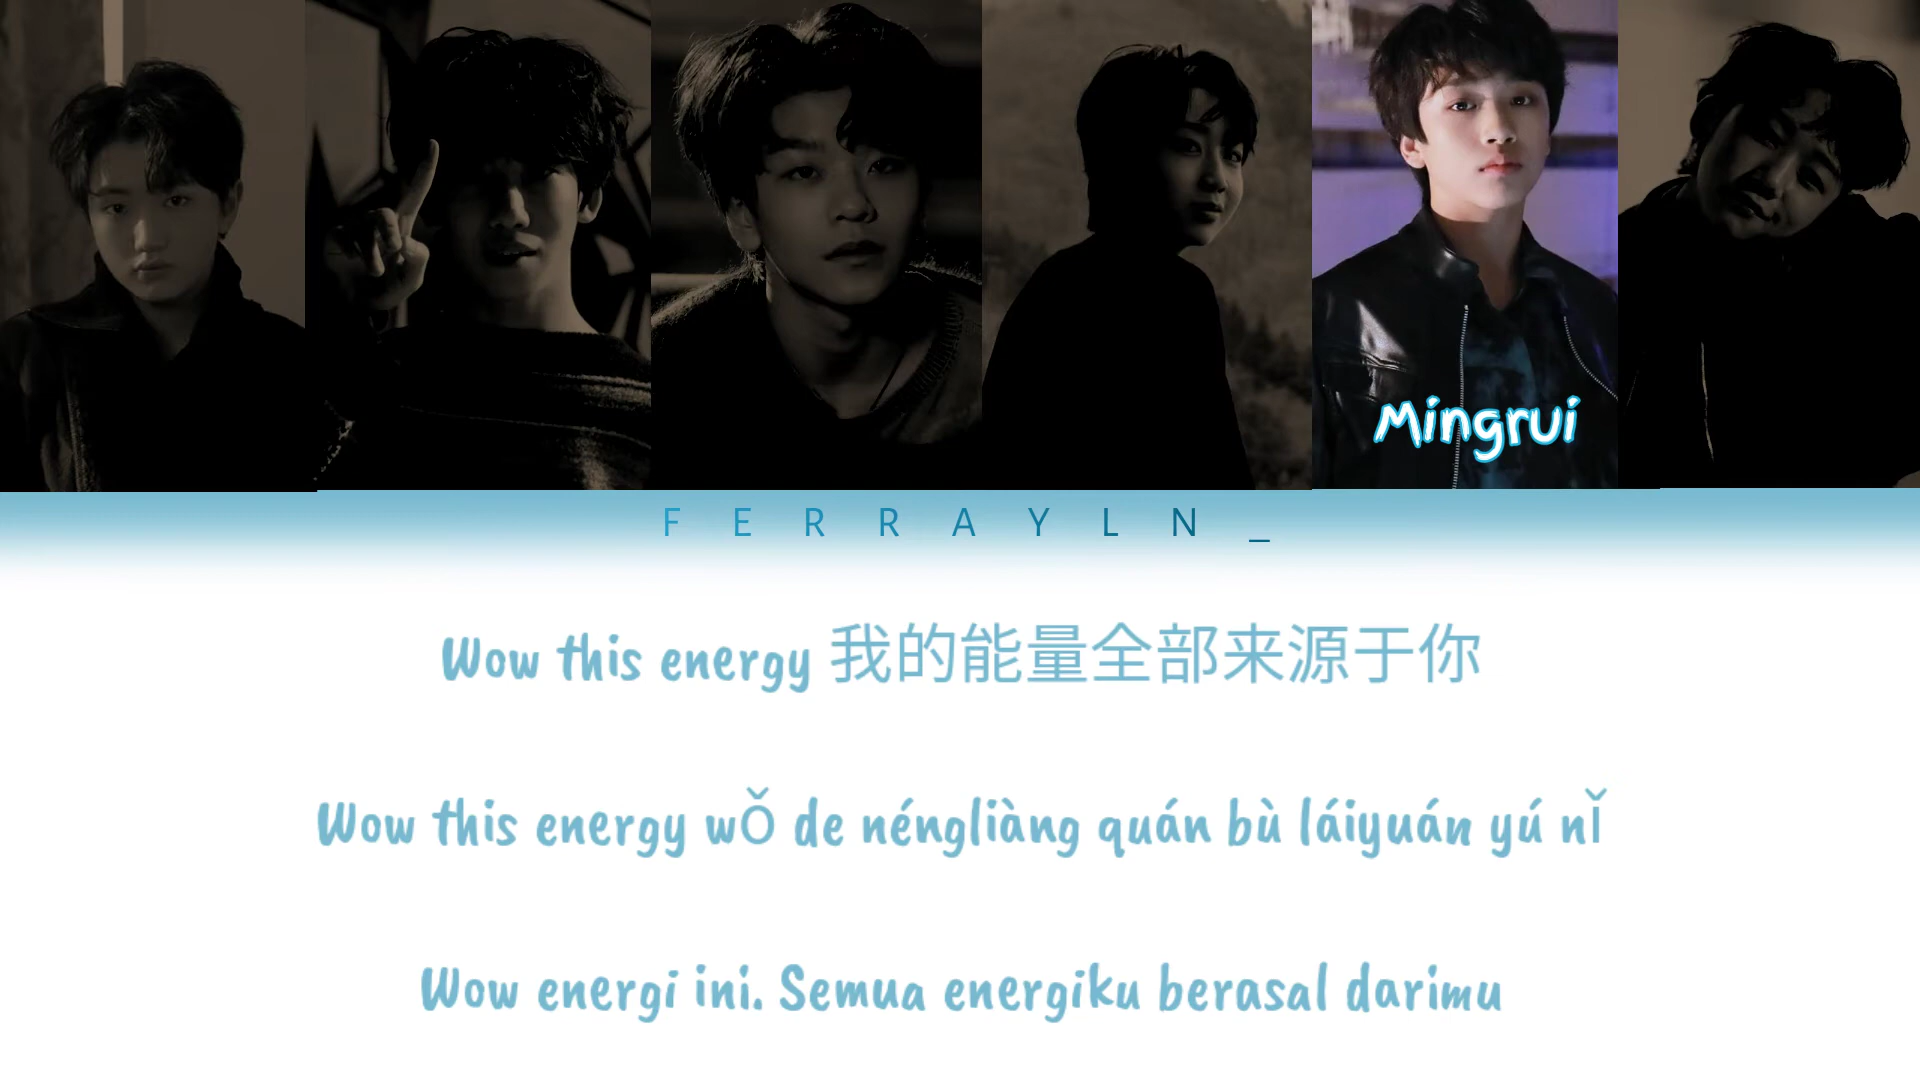 Mingrui
FERRAYLN_
Wow this energy 我的能量全部来源于你
Wow this energy wǒ de néngliàng quán bù láiyuán yú nǐ
Wow energi ini. Semua energiku berasal darimu